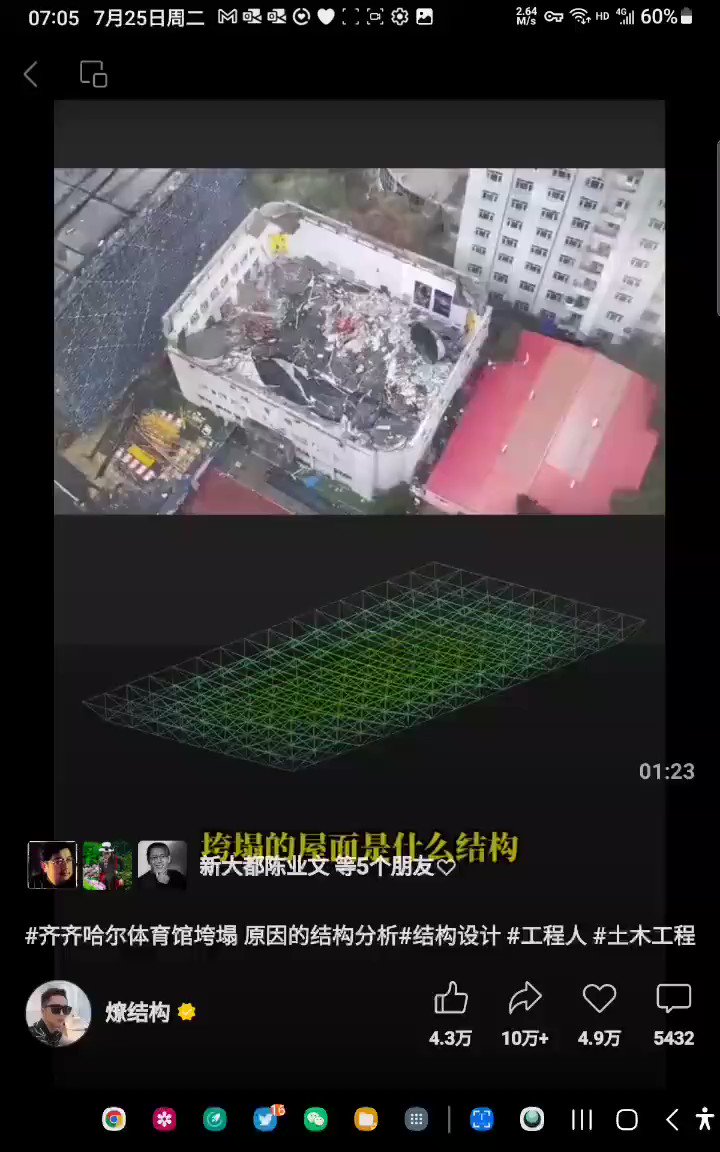 07:05 7月25日周二
2.64 M/s HD 4G 60%
01:23
垮塌的屋面是什么结构
新大都陈业文 等5个朋友♡
#齐齐哈尔体育馆垮塌 原因的结构分析#结构设计 #工程人 #土木工程
燎结构
4.3万 10万+ 4.9万 5432
16